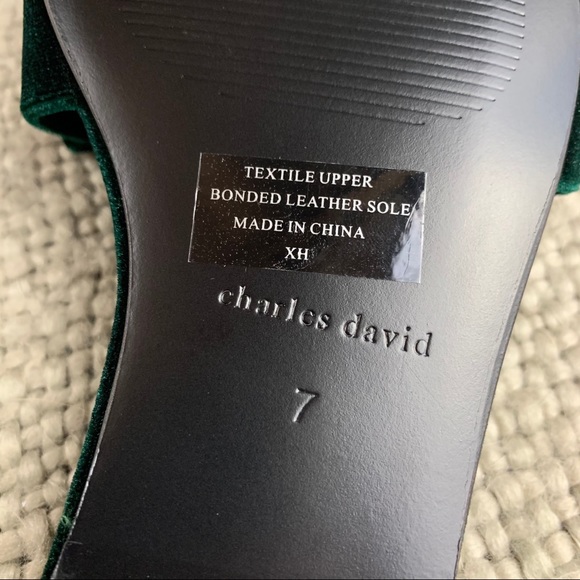 TEXTILE UPPER
BONDED LEATHER SOLE
MADE IN CHINA
XH
charles david
7